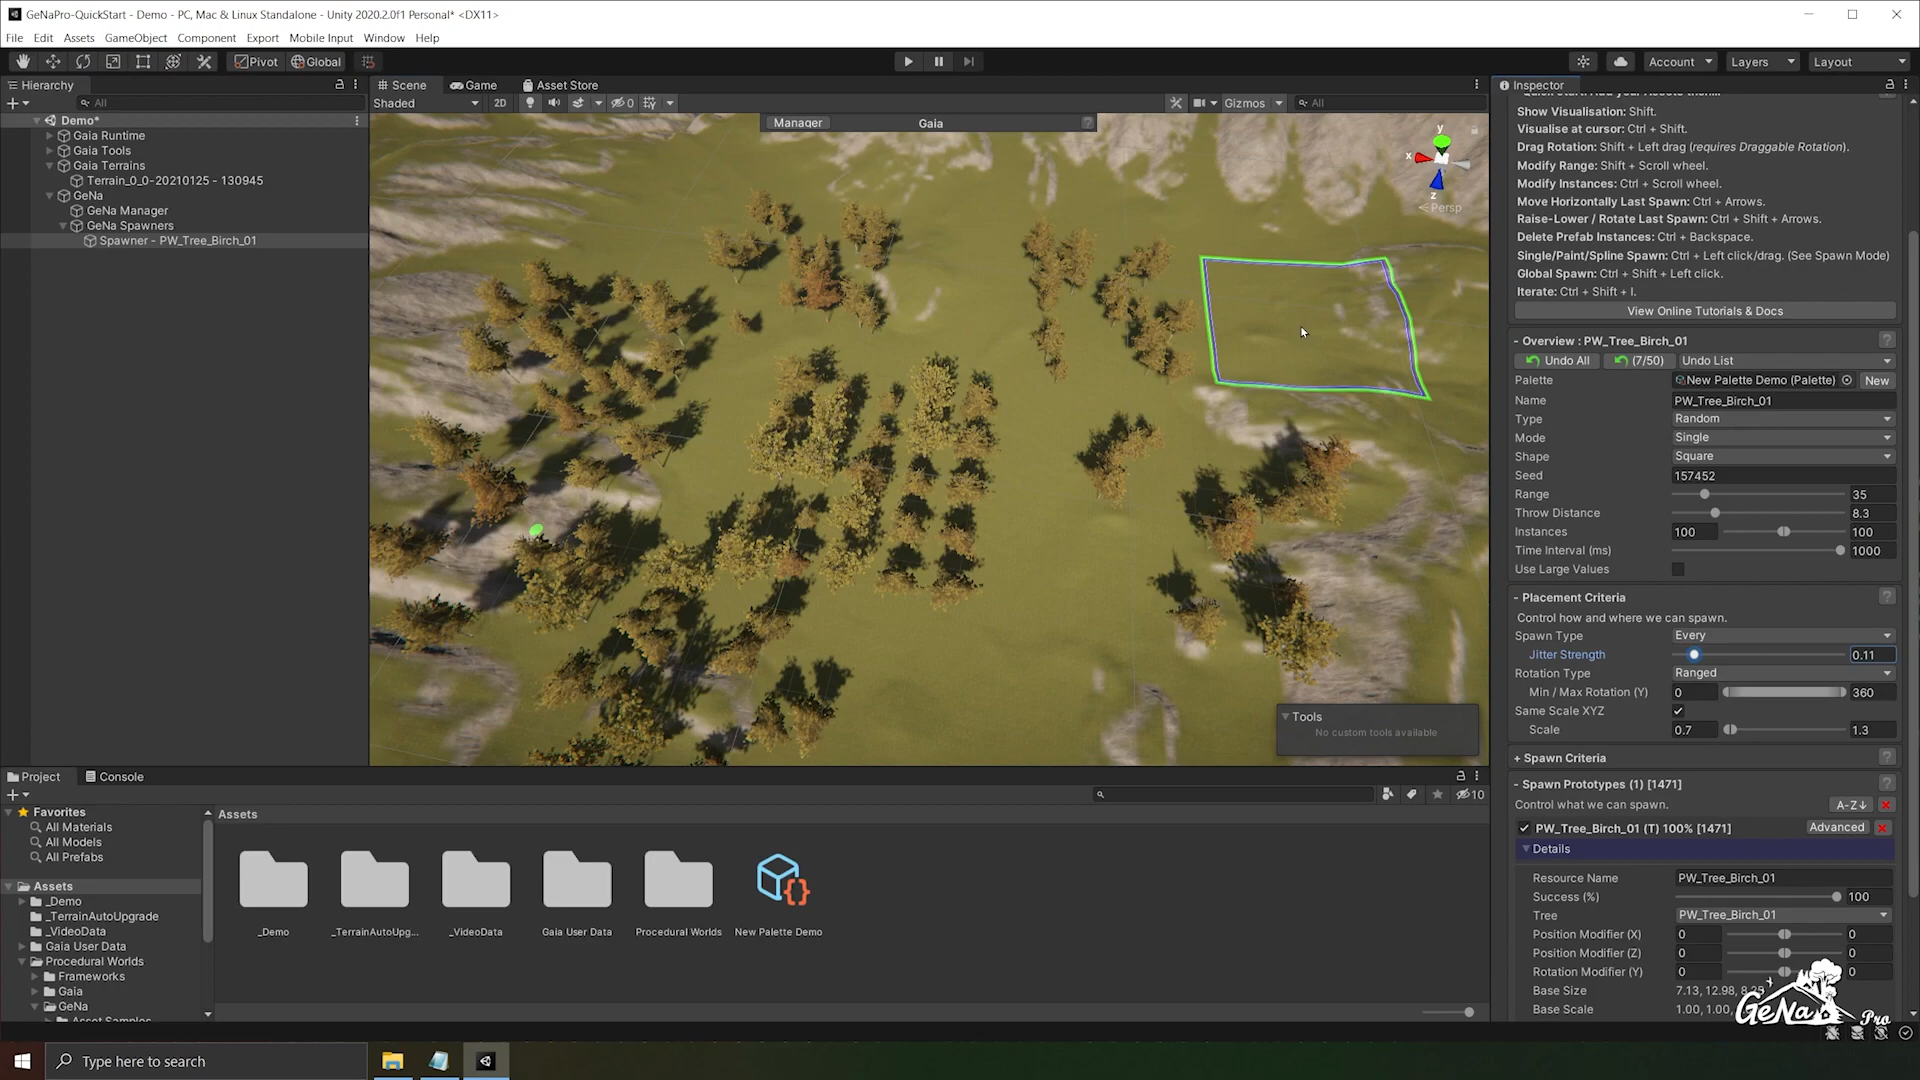 GeNaPro-QuickStart - Demo - PC, Mac & Linux Standalone - Unity 2020.2.0f1 Personal* <DX11>
File Edit Assets GameObject Component Export Mobile Input Window Help
Pivot Global Account Layers Layout
Hierarchy
All
Demo*
Gaia Runtime
Gaia Tools
Gaia Terrains
Terrain_0_0-20210125 - 130945
GeNa
GeNa Manager
GeNa Spawners
Spawner - PW_Tree_Birch_01
Scene Game Asset Store
Shaded 2D 0 Gizmos All
Manager Gaia
y
x
z
Persp
Tools
No custom tools available
Inspector
Show Visualisation: Shift.
Visualise at cursor: Ctrl + Shift.
Drag Rotation: Shift + Left drag (requires Draggable Rotation).
Modify Range: Shift + Scroll wheel.
Modify Instances: Ctrl + Scroll wheel.
Move Horizontally Last Spawn: Ctrl + Arrows.
Raise-Lower / Rotate Last Spawn: Ctrl + Shift + Arrows.
Delete Prefab Instances: Ctrl + Backspace.
Single/Paint/Spline Spawn: Ctrl + Left click/drag. (See Spawn Mode)
Global Spawn: Ctrl + Shift + Left click.
Iterate: Ctrl + Shift + I.
View Online Tutorials & Docs
- Overview : PW_Tree_Birch_01
Undo All (7/50) Undo List
Palette New Palette Demo (Palette) New
Name PW_Tree_Birch_01
Type Random
Mode Single
Shape Square
Seed 157452
Range 35
Throw Distance 8.3
Instances 100 100
Time Interval (ms) 1000
Use Large Values
- Placement Criteria
Control how and where we can spawn.
Spawn Type Every
Jitter Strength 0.11
Rotation Type Ranged
Min / Max Rotation (Y) 0 360
Same Scale XYZ
Scale 0.7 1.3
+ Spawn Criteria
- Spawn Prototypes (1) [1471]
Control what we can spawn. A-Z↓
PW_Tree_Birch_01 (T) 100% [1471] Advanced
Details
Resource Name PW_Tree_Birch_01
Success (%) 100
Tree PW_Tree_Birch_01
Position Modifier (X) 0 0
Position Modifier (Z) 0 0
Rotation Modifier (Y) 0 0
Base Size 7.13, 12.98,
Base Scale 1.00, 1.00,
GeNa Pro
Project Console
10
Favorites
All Materials
All Models
All Prefabs
Assets
_Demo
_TerrainAutoUpgrade
_VideoData
Gaia User Data
Procedural Worlds
Frameworks
Gaia
GeNa
Assets
_Demo _TerrainAutoUpg... _VideoData Gaia User Data Procedural Worlds New Palette Demo
Type here to search